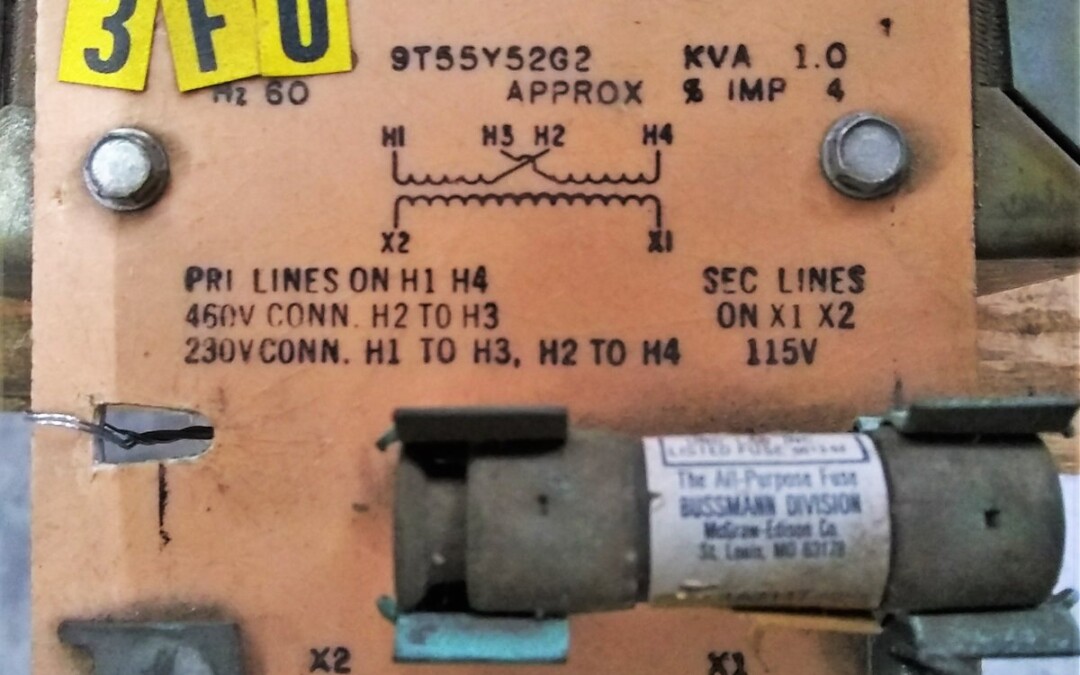 3FU
9T55Y52G2 KVA 1.0
Hz 60 APPROX % IMP 4
H1 H3 H2 H4
X2 X1
PRI LINES ON H1 H4 SEC LINES
460V CONN. H2 TO H3 ON X1 X2
230V CONN. H1 TO H3, H2 TO H4 115V
LISTED FUSE
The All-Purpose Fuse
BUSSMANN DIVISION
McGraw-Edison Co.
St. Louis, MO 63178
X2 X1